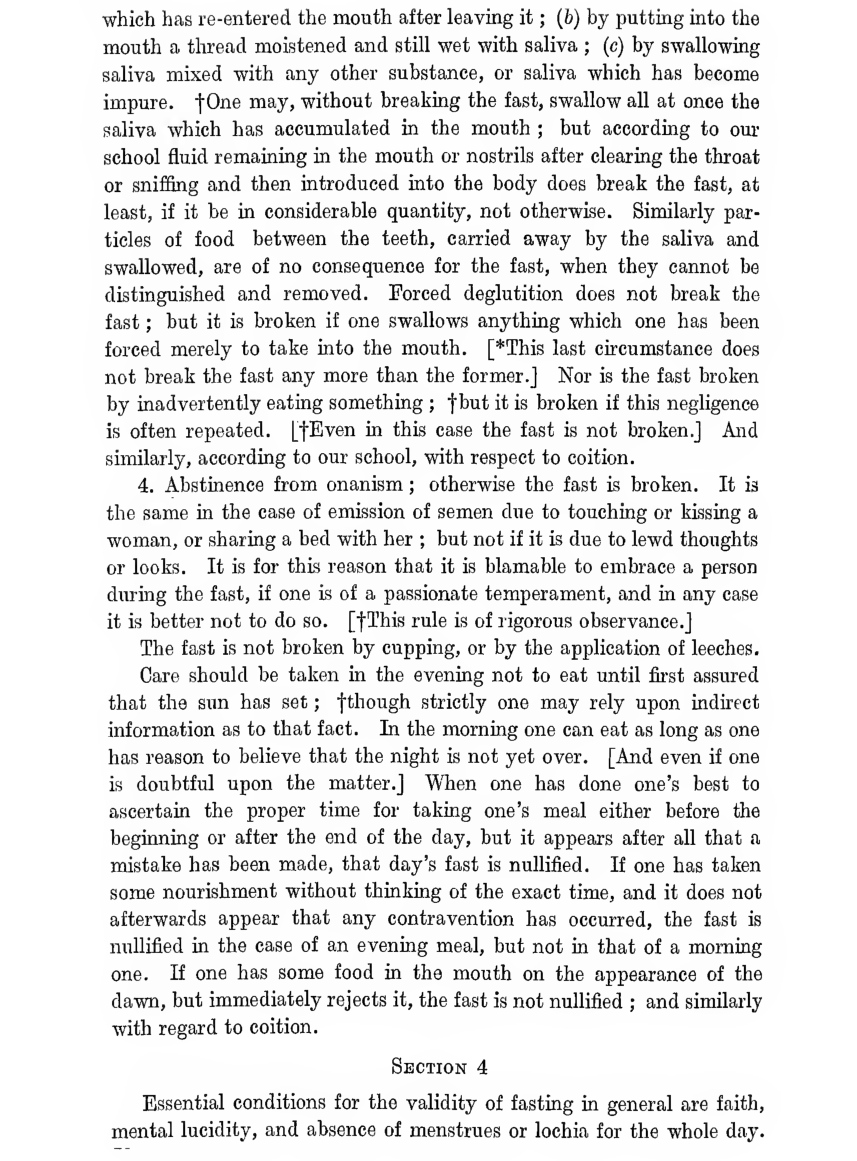 which has re-entered the mouth after leaving it ; (b) by putting into the
mouth a thread moistened and still wet with saliva ; (c) by swallowing
saliva mixed with any other substance, or saliva which has become
impure. †One may, without breaking the fast, swallow all at once the
saliva which has accumulated in the mouth ; but according to our
school fluid remaining in the mouth or nostrils after clearing the throat
or sniffing and then introduced into the body does break the fast, at
least, if it be in considerable quantity, not otherwise. Similarly par-
ticles of food between the teeth, carried away by the saliva and
swallowed, are of no consequence for the fast, when they cannot be
distinguished and removed. Forced deglutition does not break the
fast ; but it is broken if one swallows anything which one has been
forced merely to take into the mouth. [*This last circumstance does
not break the fast any more than the former.] Nor is the fast broken
by inadvertently eating something ; †but it is broken if this negligence
is often repeated. [†Even in this case the fast is not broken.] And
similarly, according to our school, with respect to coition.
4. Abstinence from onanism ; otherwise the fast is broken. It is
the same in the case of emission of semen due to touching or kissing a
woman, or sharing a bed with her ; but not if it is due to lewd thoughts
or looks. It is for this reason that it is blamable to embrace a person
during the fast, if one is of a passionate temperament, and in any case
it is better not to do so. [†This rule is of rigorous observance.]
The fast is not broken by cupping, or by the application of leeches.
Care should be taken in the evening not to eat until first assured
that the sun has set ; †though strictly one may rely upon indirect
information as to that fact. In the morning one can eat as long as one
has reason to believe that the night is not yet over. [And even if one
is doubtful upon the matter.] When one has done one's best to
ascertain the proper time for taking one's meal either before the
beginning or after the end of the day, but it appears after all that a
mistake has been made, that day's fast is nullified. If one has taken
some nourishment without thinking of the exact time, and it does not
afterwards appear that any contravention has occurred, the fast is
nullified in the case of an evening meal, but not in that of a morning
one. If one has some food in the mouth on the appearance of the
dawn, but immediately rejects it, the fast is not nullified ; and similarly
with regard to coition.
SECTION 4
Essential conditions for the validity of fasting in general are faith,
mental lucidity, and absence of menstrues or lochia for the whole day.